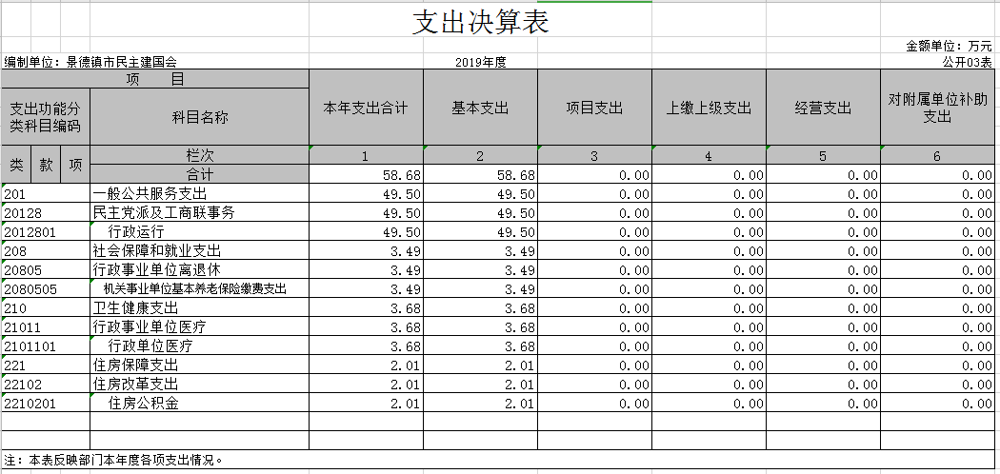 支出决算表
金额单位：万元
编制单位：景德镇市民主建国会 2019年度 公开03表
项 目
支出功能分类科目编码 科目名称 本年支出合计 基本支出 项目支出 上缴上级支出 经营支出 对附属单位补助支出
类 款 项 栏次 1 2 3 4 5 6
合计 58.68 58.68 0.00 0.00 0.00 0.00
201 一般公共服务支出 49.50 49.50 0.00 0.00 0.00 0.00
20128 民主党派及工商联事务 49.50 49.50 0.00 0.00 0.00 0.00
2012801 行政运行 49.50 49.50 0.00 0.00 0.00 0.00
208 社会保障和就业支出 3.49 3.49 0.00 0.00 0.00 0.00
20805 行政事业单位离退休 3.49 3.49 0.00 0.00 0.00 0.00
2080505 机关事业单位基本养老保险缴费支出 3.49 3.49 0.00 0.00 0.00 0.00
210 卫生健康支出 3.68 3.68 0.00 0.00 0.00 0.00
21011 行政事业单位医疗 3.68 3.68 0.00 0.00 0.00 0.00
2101101 行政单位医疗 3.68 3.68 0.00 0.00 0.00 0.00
221 住房保障支出 2.01 2.01 0.00 0.00 0.00 0.00
22102 住房改革支出 2.01 2.01 0.00 0.00 0.00 0.00
2210201 住房公积金 2.01 2.01 0.00 0.00 0.00 0.00
注：本表反映部门本年度各项支出情况。